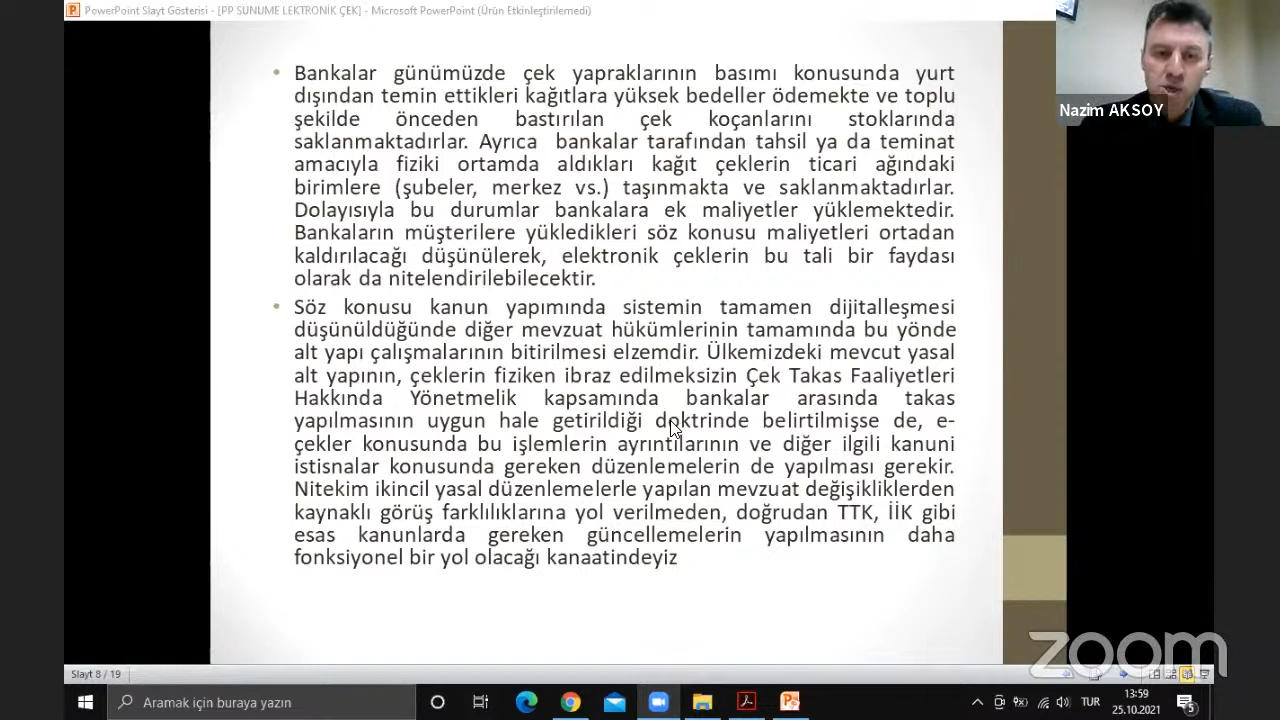 PowerPoint Slayt Gösterisi - [PP SUNUME LEKTRONİK ÇEK] - Microsoft PowerPoint (Ürün Etkinleştirilemedi)
Nazim AKSOY
• Bankalar günümüzde çek yapraklarının basımı konusunda yurt
dışından temin ettikleri kağıtlara yüksek bedeller ödemekte ve toplu
şekilde önceden bastırılan çek koçanlarını stoklarında
saklanmaktadırlar. Ayrıca bankalar tarafından tahsil ya da teminat
amacıyla fiziki ortamda aldıkları kağıt çeklerin ticari ağındaki
birimlere (şubeler, merkez vs.) taşınmakta ve saklanmaktadırlar.
Dolayısıyla bu durumlar bankalara ek maliyetler yüklemektedir.
Bankaların müşterilere yükledikleri söz konusu maliyetleri ortadan
kaldırılacağı düşünülerek, elektronik çeklerin bu tali bir faydası
olarak da nitelendirilebilecektir.
• Söz konusu kanun yapımında sistemin tamamen dijitalleşmesi
düşünüldüğünde diğer mevzuat hükümlerinin tamamında bu yönde
alt yapı çalışmalarının bitirilmesi elzemdir. Ülkemizdeki mevcut yasal
alt yapının, çeklerin fiziken ibraz edilmeksizin Çek Takas Faaliyetleri
Hakkında Yönetmelik kapsamında bankalar arasında takas
yapılmasının uygun hale getirildiği doktrinde belirtilmişse de, e-
çekler konusunda bu işlemlerin ayrıntılarının ve diğer ilgili kanuni
istisnalar konusunda gereken düzenlemelerin de yapılması gerekir.
Nitekim ikincil yasal düzenlemelerle yapılan mevzuat değişikliklerden
kaynaklı görüş farklılıklarına yol verilmeden, doğrudan TTK, İİK gibi
esas kanunlarda gereken güncellemelerin yapılmasının daha
fonksiyonel bir yol olacağı kanaatindeyiz
zoom
Slayt 8 / 19
Aramak için buraya yazın
TUR
13:59
25.10.2021
5